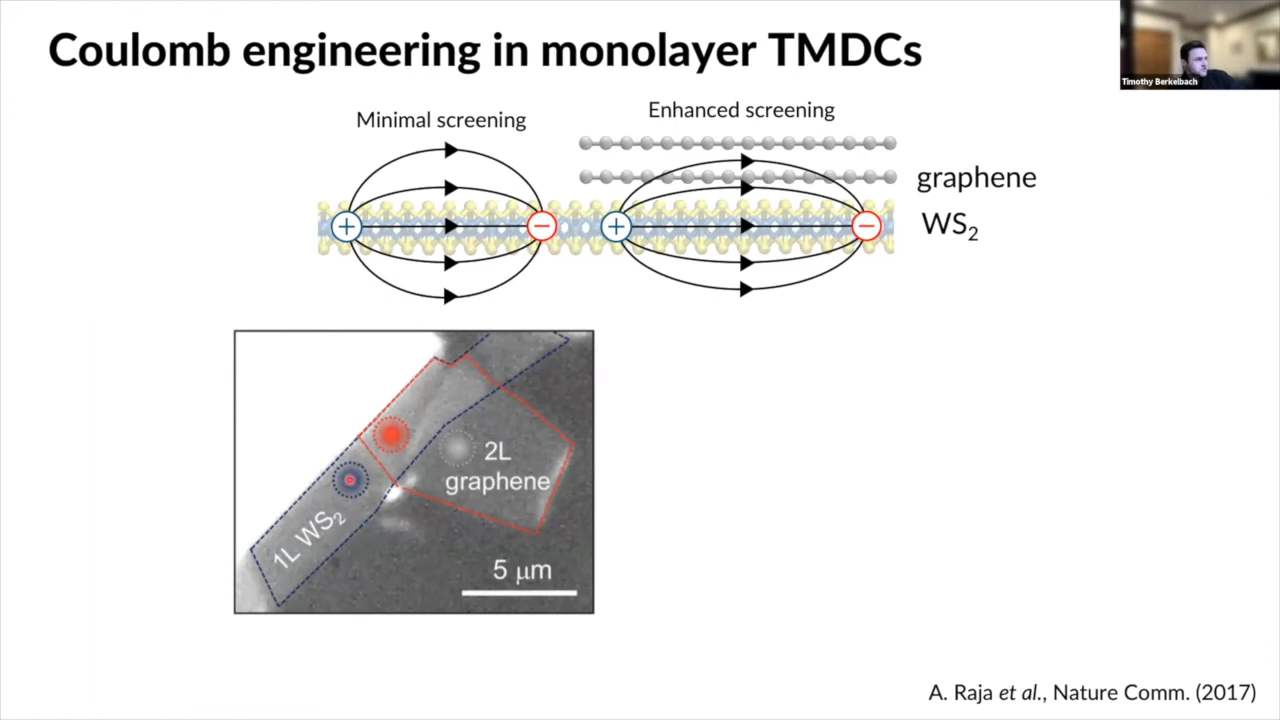 Coulomb engineering in monolayer TMDCs
Timothy Berkelbach
Minimal screening
Enhanced screening
graphene
WS₂
+
−
+
−
2L
graphene
1L WS₂
5 μm
A. Raja et al., Nature Comm. (2017)